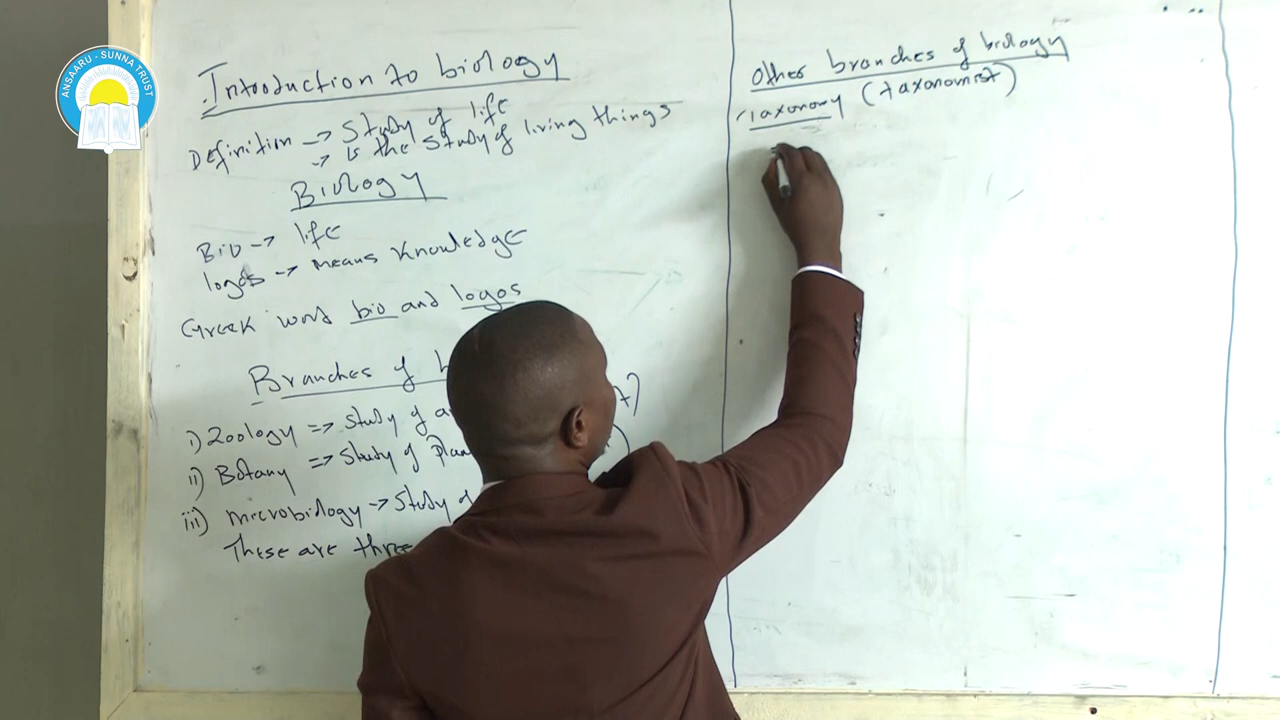 ANSAARU - SUNNA TRUST
Introduction to biology
Definition → Study of life
→ is the study of living things
Biology
Bio → life
logos → means knowledge
Greek word bio and logos
Branches of
i) Zoology => study of
ii) Botany => study of
iii) microbiology → study of
These are three
Other branches of biology
Taxonomy (taxonomist)